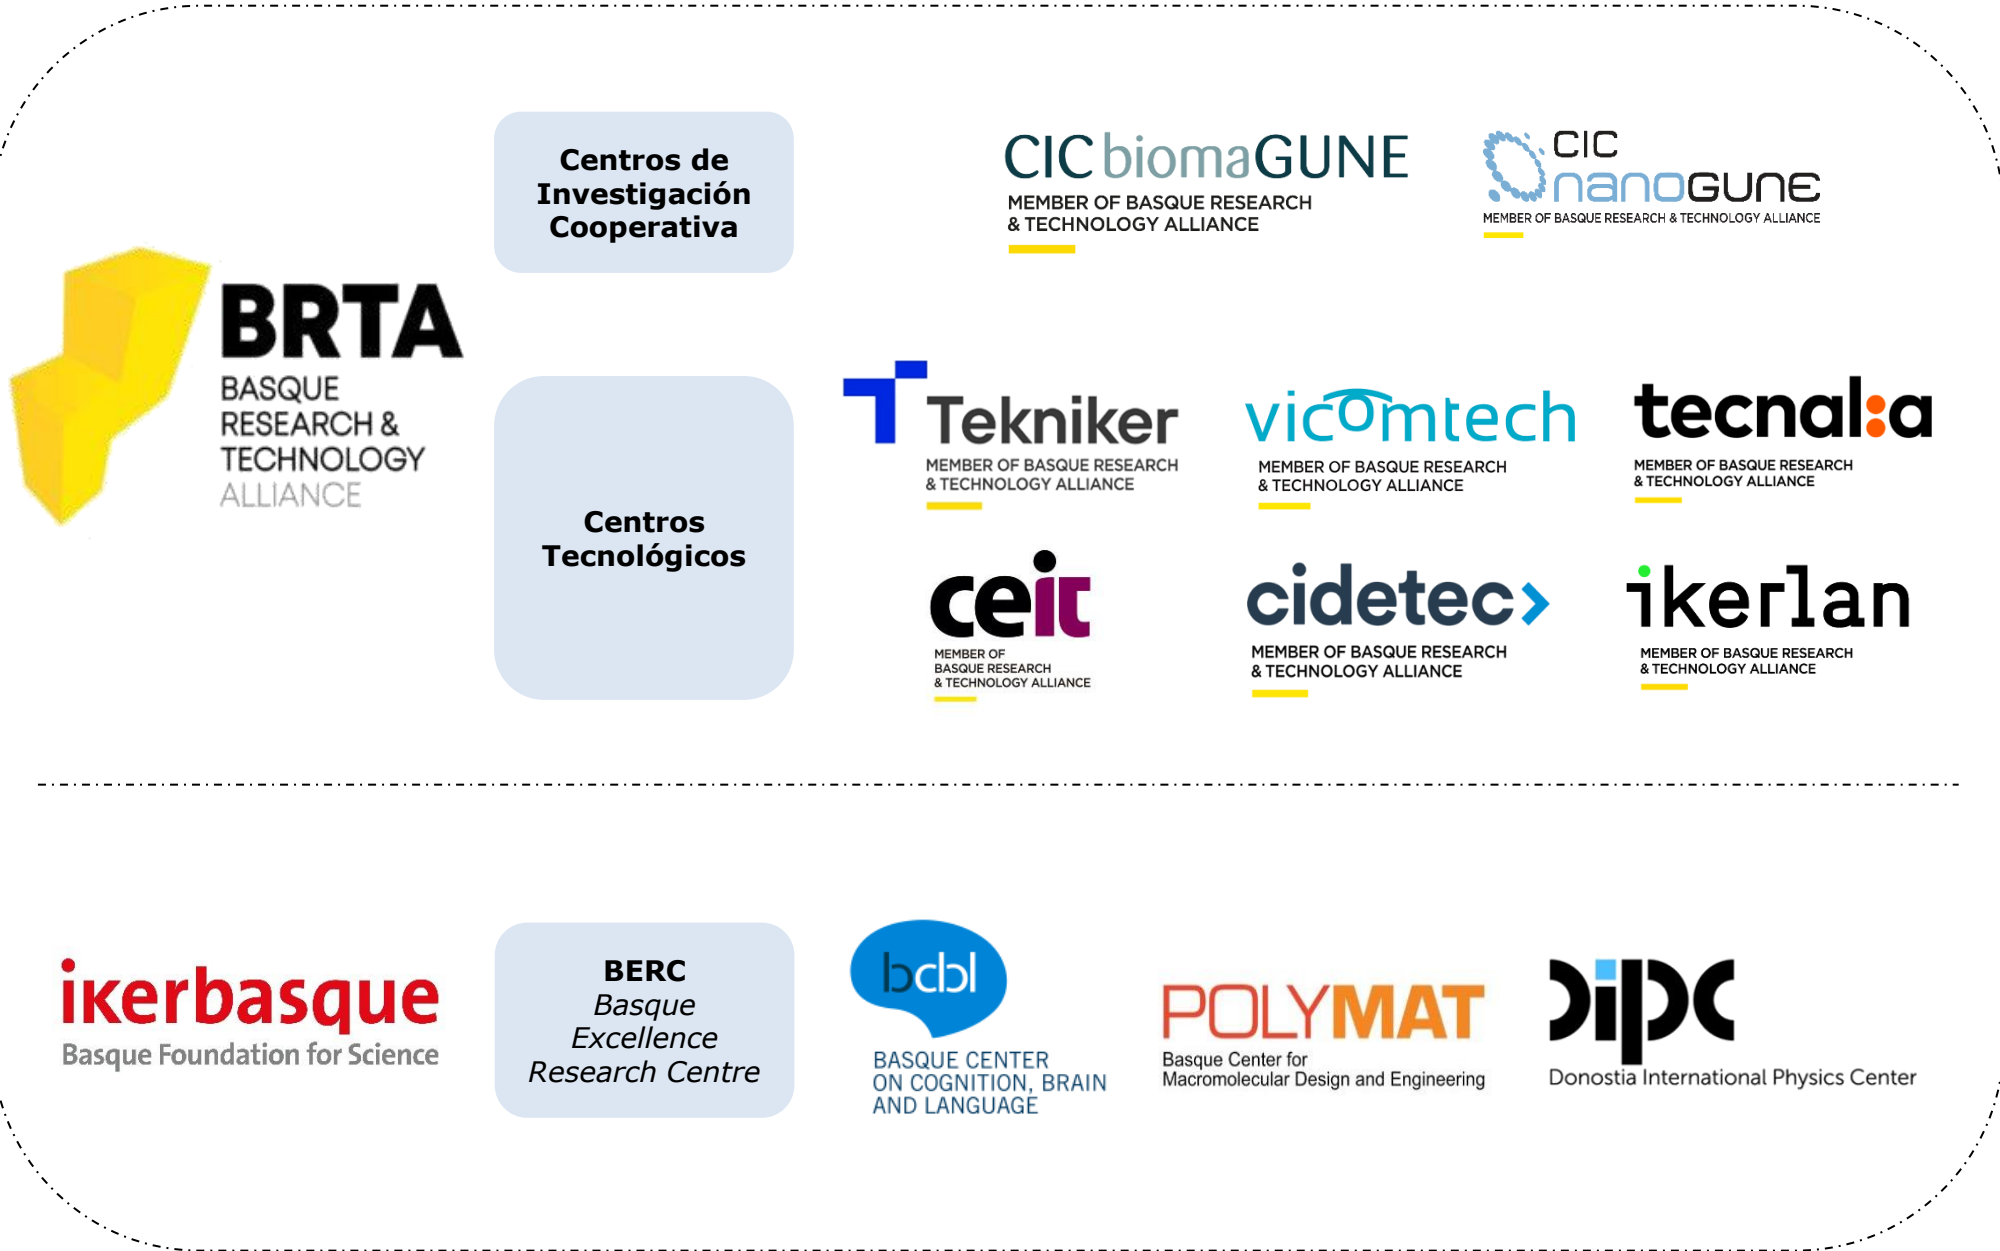 Centros de
Investigación
Cooperativa
CIC biomaGUNE
MEMBER OF BASQUE RESEARCH
& TECHNOLOGY ALLIANCE
CIC
nanoGUNE
MEMBER OF BASQUE RESEARCH & TECHNOLOGY ALLIANCE
BRTA
BASQUE
RESEARCH &
TECHNOLOGY
ALLIANCE
Centros
Tecnológicos
Tekniker
MEMBER OF BASQUE RESEARCH
& TECHNOLOGY ALLIANCE
vicomtech
MEMBER OF BASQUE RESEARCH
& TECHNOLOGY ALLIANCE
tecnal:a
MEMBER OF BASQUE RESEARCH
& TECHNOLOGY ALLIANCE
ceit
MEMBER OF
BASQUE RESEARCH
& TECHNOLOGY ALLIANCE
cidetec>
MEMBER OF BASQUE RESEARCH
& TECHNOLOGY ALLIANCE
ikerlan
MEMBER OF BASQUE RESEARCH
& TECHNOLOGY ALLIANCE
ikerbasque
Basque Foundation for Science
BERC
Basque
Excellence
Research Centre
bcbl
BASQUE CENTER
ON COGNITION, BRAIN
AND LANGUAGE
POLYMAT
Basque Center for
Macromolecular Design and Engineering
dipc
Donostia International Physics Center